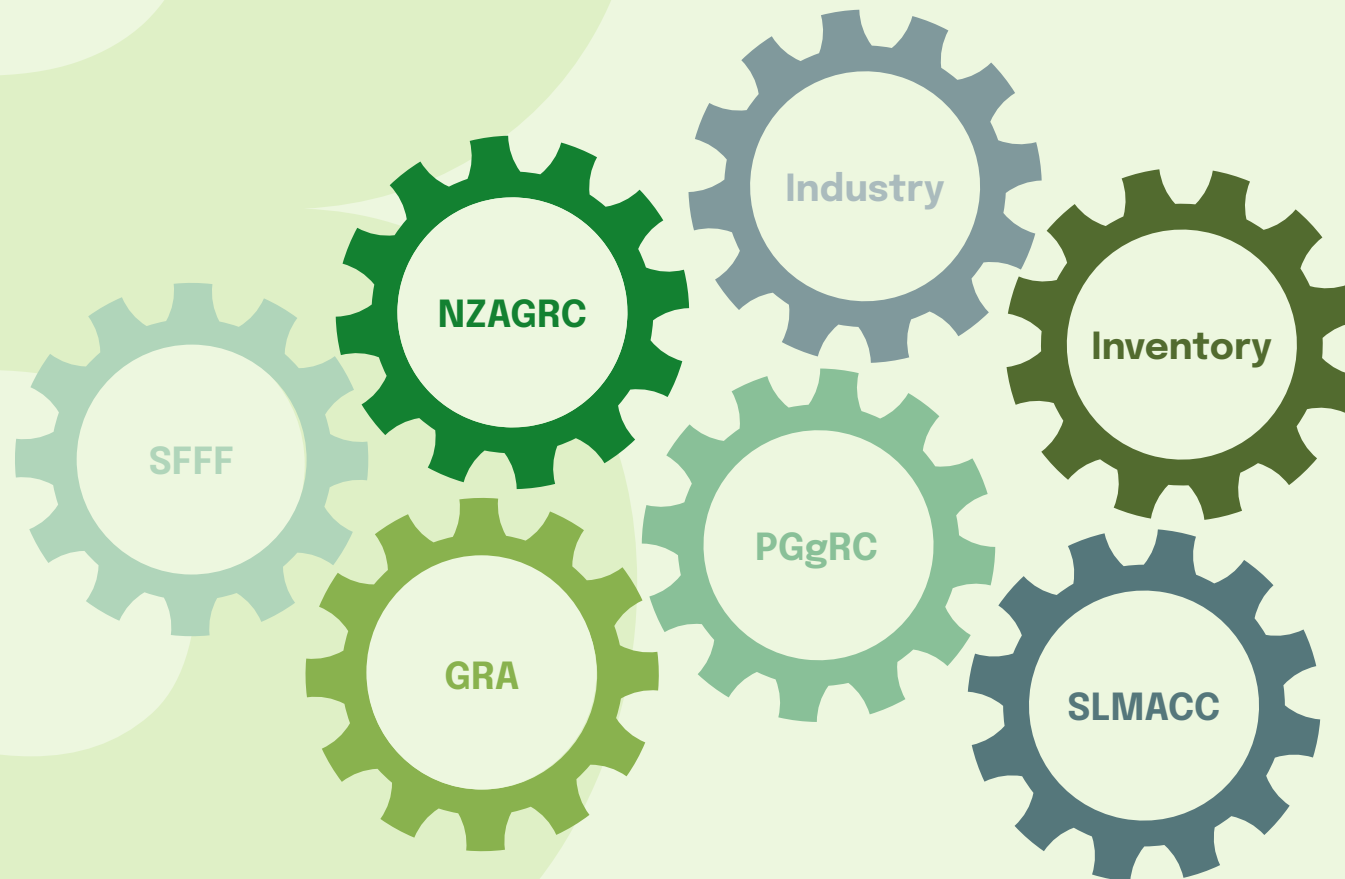 Industry
NZAGRC
Inventory
SFFF
PGgRC
GRA
SLMACC